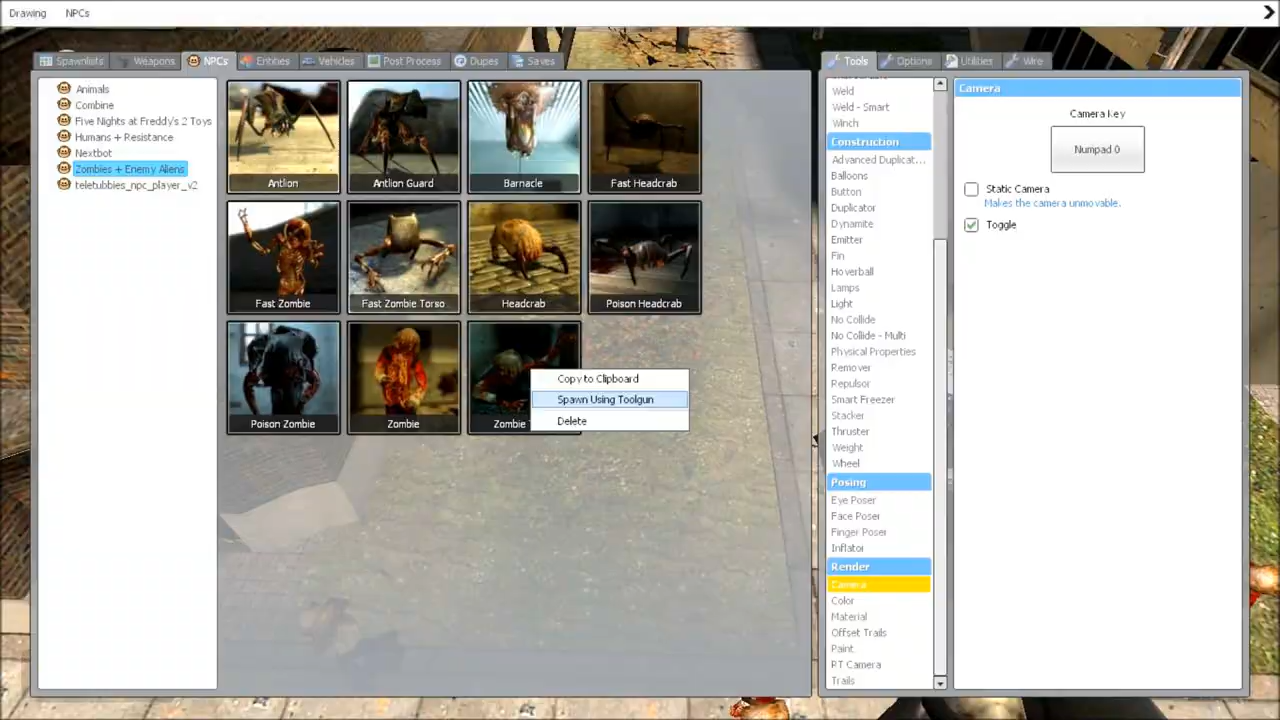 Drawing NPCs
Spawnlists Weapons NPCs Entities Vehicles Post Process Dupes Saves
Animals
Combine
Five Nights at Freddy's 2 Toys
Humans + Resistance
Nextbot
Zombies + Enemy Aliens
teletubbies_npc_player_v2
Antlion Antlion Guard Barnacle Fast Headcrab
Fast Zombie Fast Zombie Torso Headcrab Poison Headcrab
Poison Zombie Zombie Zombie
Copy to Clipboard
Spawn Using Toolgun
Delete
Tools Options Utilities Wire
Weld
Weld - Smart
Winch
Construction
Advanced Duplicat...
Balloons
Button
Duplicator
Dynamite
Emitter
Fin
Hoverball
Lamps
Light
No Collide
No Collide - Multi
Physical Properties
Remover
Repulsor
Smart Freezer
Stacker
Thruster
Weight
Wheel
Posing
Eye Poser
Face Poser
Finger Poser
Inflator
Render
Camera
Color
Material
Offset Trails
Paint
RT Camera
Trails
Camera
Camera Key
Numpad 0
Static Camera
Makes the camera unmovable.
Toggle